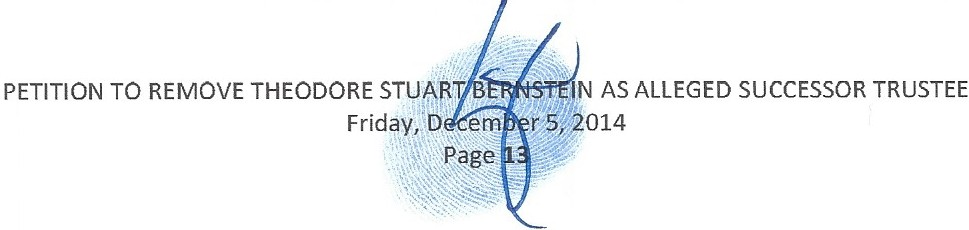 PETITION TO REMOVE THEODORE STUART BERNSTEIN AS ALLEGED SUCCESSOR TRUSTEE
Friday, December 5, 2014
Page 13